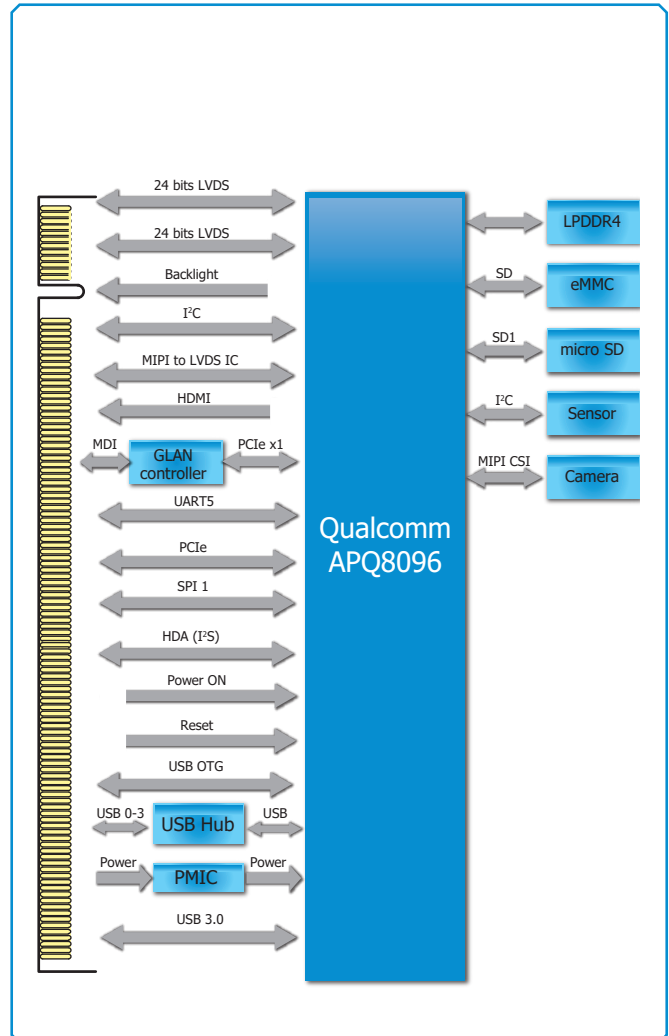 24 bits LVDS
24 bits LVDS
Backlight
I²C
MIPI to LVDS IC
HDMI
MDI
GLAN
controller
PCIe x1
UART5
PCIe
SPI 1
HDA (I²S)
Power ON
Reset
USB OTG
USB 0-3
USB Hub
USB
Power
PMIC
Power
USB 3.0
Qualcomm
APQ8096
LPDDR4
SD
eMMC
SD1
micro SD
I²C
Sensor
MIPI CSI
Camera